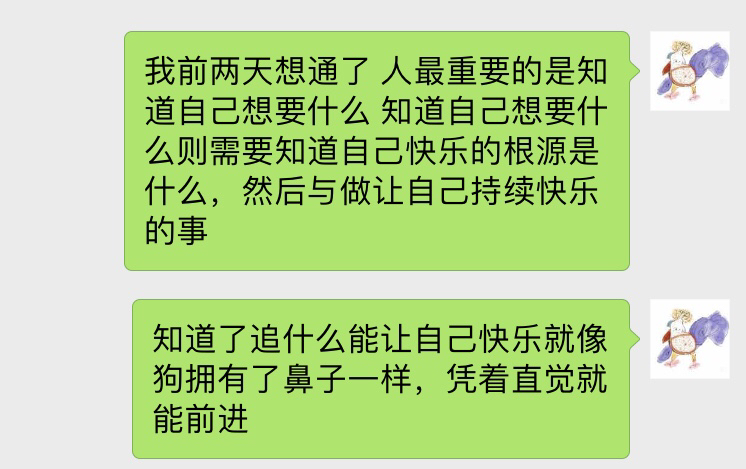 我前两天想通了 人最重要的是知
道自己想要什么 知道自己想要什
么则需要知道自己快乐的根源是
什么，然后与做让自己持续快乐
的事
知道了追什么能让自己快乐就像
狗拥有了鼻子一样，凭着直觉就
能前进